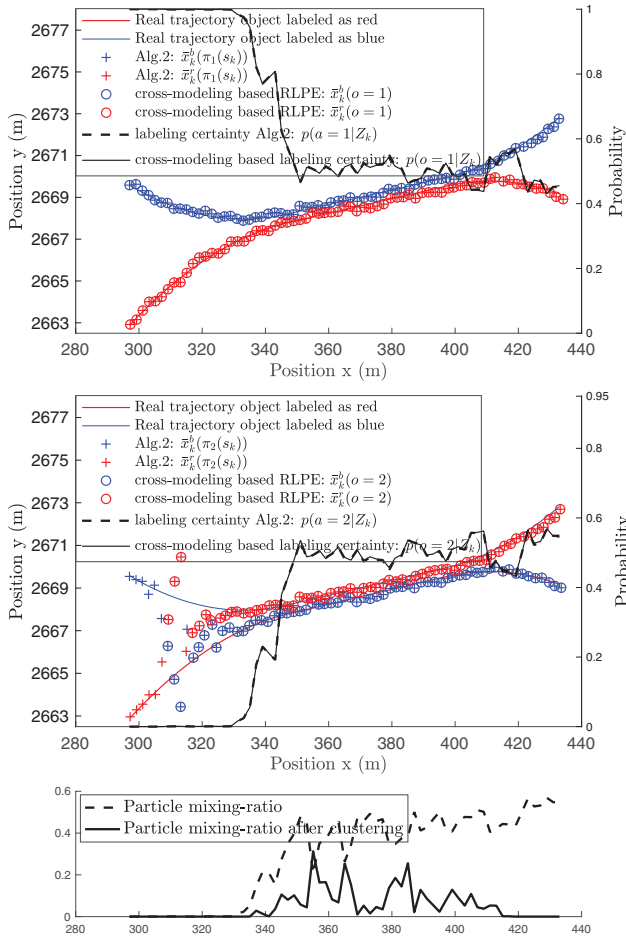 2677
2675
2673
2671
2669
2667
2665
2663
Position y (m)
Real trajectory object labeled as red
Real trajectory object labeled as blue
Alg.2: x̄ᵇₖ(π₁(sₖ))
Alg.2: x̄ʳₖ(π₁(sₖ))
cross-modeling based RLPE: x̄ᵇₖ(o = 1)
cross-modeling based RLPE: x̄ʳₖ(o = 1)
labeling certainty Alg.2: p(a = 1|Zₖ)
cross-modeling based labeling certainty: p(o = 1|Zₖ)
1
0.8
0.6
0.4
0.2
0
Probability
280 300 320 340 360 380 400 420 440
Position x (m)
2677
2675
2673
2671
2669
2667
2665
2663
Position y (m)
Real trajectory object labeled as red
Real trajectory object labeled as blue
Alg.2: x̄ᵇₖ(π₂(sₖ))
Alg.2: x̄ʳₖ(π₂(sₖ))
cross-modeling based RLPE: x̄ᵇₖ(o = 2)
cross-modeling based RLPE: x̄ʳₖ(o = 2)
labeling certainty Alg.2: p(a = 2|Zₖ)
cross-modeling based labeling certainty: p(o = 2|Zₖ)
0.95
0.8
0.6
0.4
0.2
0
Probability
280 300 320 340 360 380 400 420 440
Position x (m)
0.6
0.4
0.2
0
Particle mixing-ratio
Particle mixing-ratio after clustering
280 300 320 340 360 380 400 420 440